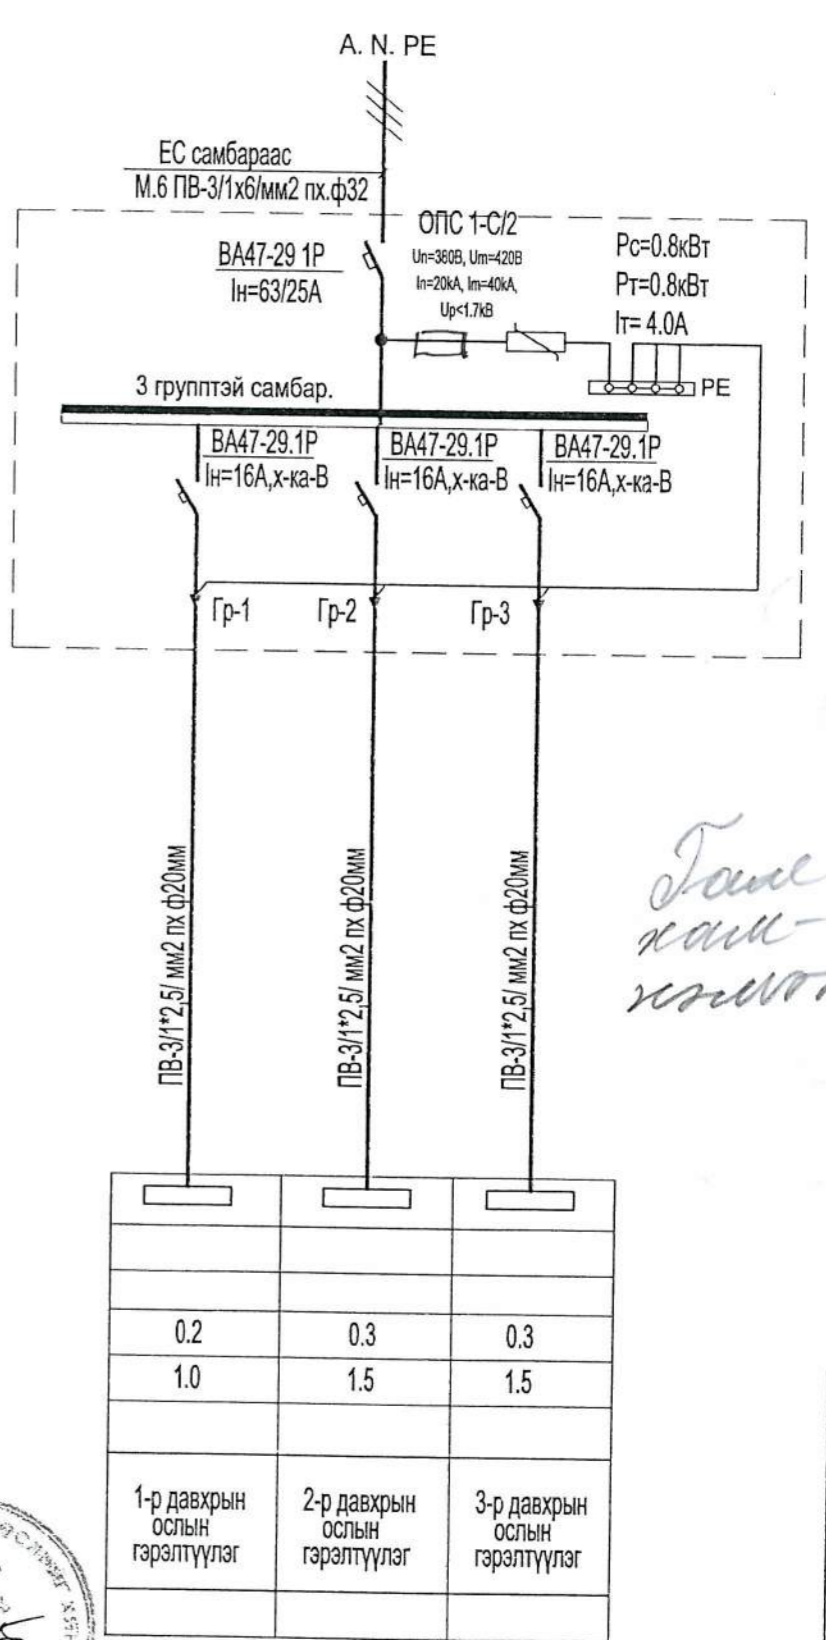 A. N. PE
ЕС самбараас
М.6 ПВ-3/1х6/мм2 пх.ф32
ОПС 1-С/2
Un=380В, Um=420В
In=20kA, Im=40kA,
Up<1.7kB
ВА47-29 1Р
Iн=63/25А
Рс=0.8кВт
Рт=0.8кВт
Iт= 4.0А
PE
3 групптэй самбар.
ВА47-29.1Р
Iн=16А,х-ка-В
ВА47-29.1Р
Iн=16А,х-ка-В
ВА47-29.1Р
Iн=16А,х-ка-В
Гр-1
Гр-2
Гр-3
ПВ-3/1*2,5/ мм2 пх ф20мм
ПВ-3/1*2,5/ мм2 пх ф20мм
ПВ-3/1*2,5/ мм2 пх ф20мм
0.2 0.3 0.3
1.0 1.5 1.5
1-р давхрын
ослын
гэрэлтүүлэг
2-р давхрын
ослын
гэрэлтүүлэг
3-р давхрын
ослын
гэрэлтүүлэг